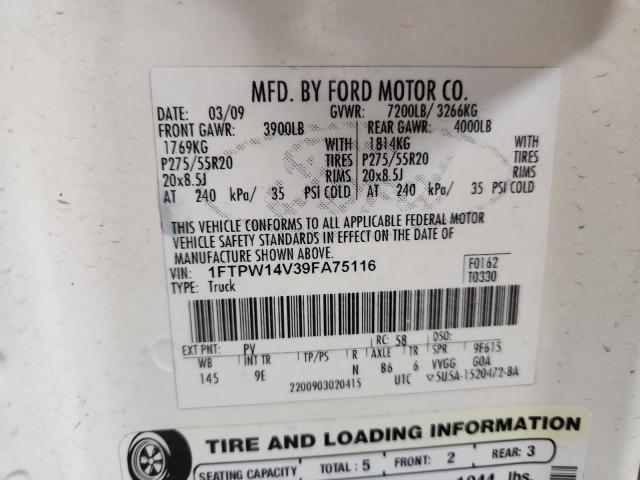 MFD. BY FORD MOTOR CO.
DATE: 03/09 GVWR: 7200LB/ 3266KG
FRONT GAWR: 3900LB REAR GAWR: 4000LB
1769KG WITH 1814KG WITH
P275/55R20 TIRES P275/55R20 TIRES
20x8.5J RIMS 20x8.5J RIMS
AT 240 kPa/ 35 PSI COLD AT 240 kPa/ 35 PSI COLD
THIS VEHICLE CONFORMS TO ALL APPLICABLE FEDERAL MOTOR
VEHICLE SAFETY STANDARDS IN EFFECT ON THE DATE OF
MANUFACTURE SHOWN ABOVE.
VIN: 1FTPW14V39FA75116 F0162
TYPE: Truck T0330
EXT PNT: PV RC: 58 DSO:
WB INT TR TP/PS R AXLE TR SPR 9F615
145 9E N B6 6 VVGG GOA
2200903020415 UTC ▽5U5A-1520472-BA
TIRE AND LOADING INFORMATION
SEATING CAPACITY TOTAL: 5 FRONT: 2 REAR: 3
lbs.